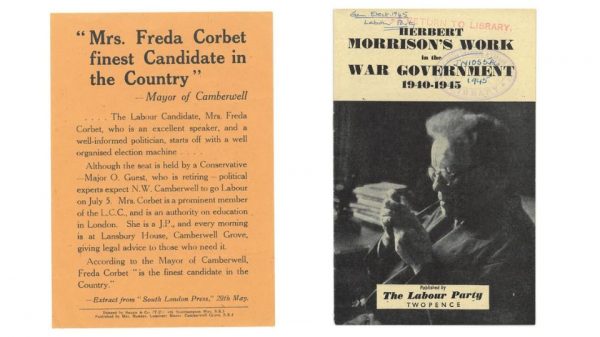 “Mrs. Freda Corbet
finest Candidate in
the Country”
—Mayor of Camberwell
. . . . The Labour Candidate, Mrs. Freda
Corbet, who is an excellent speaker, and a
well-informed politician, starts off with a well
organised election machine . . . .
Although the seat is held by a Conservative
—Major O. Guest, who is retiring—political
experts expect N.W. Camberwell to go Labour
on July 5. Mrs. Corbet is a prominent member
of the L.C.C., and is an authority on education
in London. She is a J.P., and every morning
is at Lansbury House, Camberwell Grove,
giving legal advice to those who need it.
According to the Mayor of Camberwell,
Freda Corbet “is the finest candidate in the
Country.”
—Extract from “South London Press,” 29th May.
Gen Elect. 1945
Labour Party
RETURN TO LIBRARY.
HERBERT
MORRISON'S WORK
in the
WAR GOVERNMENT
1940-1945
1945
Published by
The Labour Party
TWOPENCE